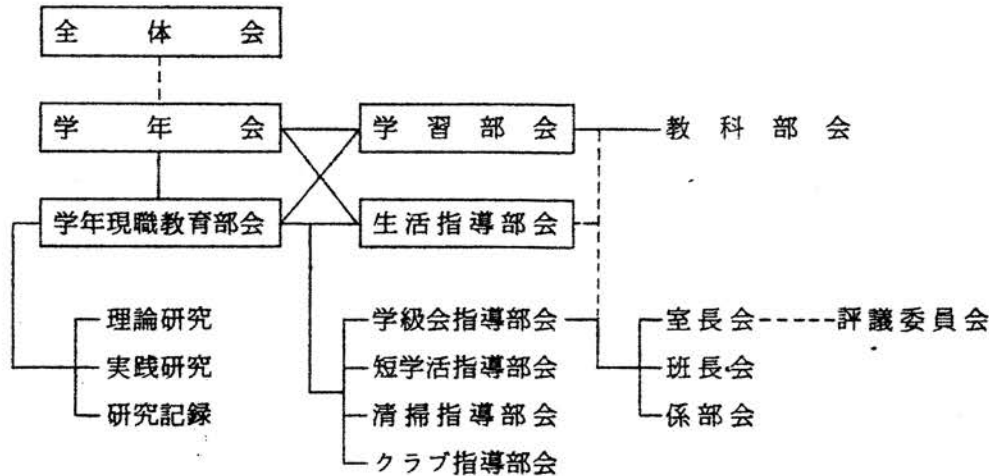 全体会
学年会 学習部会 教科部会
学年現職教育部会 生活指導部会
理論研究 学級会指導部会 室長会 評議委員会
実践研究 短学活指導部会 班長会
研究記録 清掃指導部会 係部会
クラブ指導部会